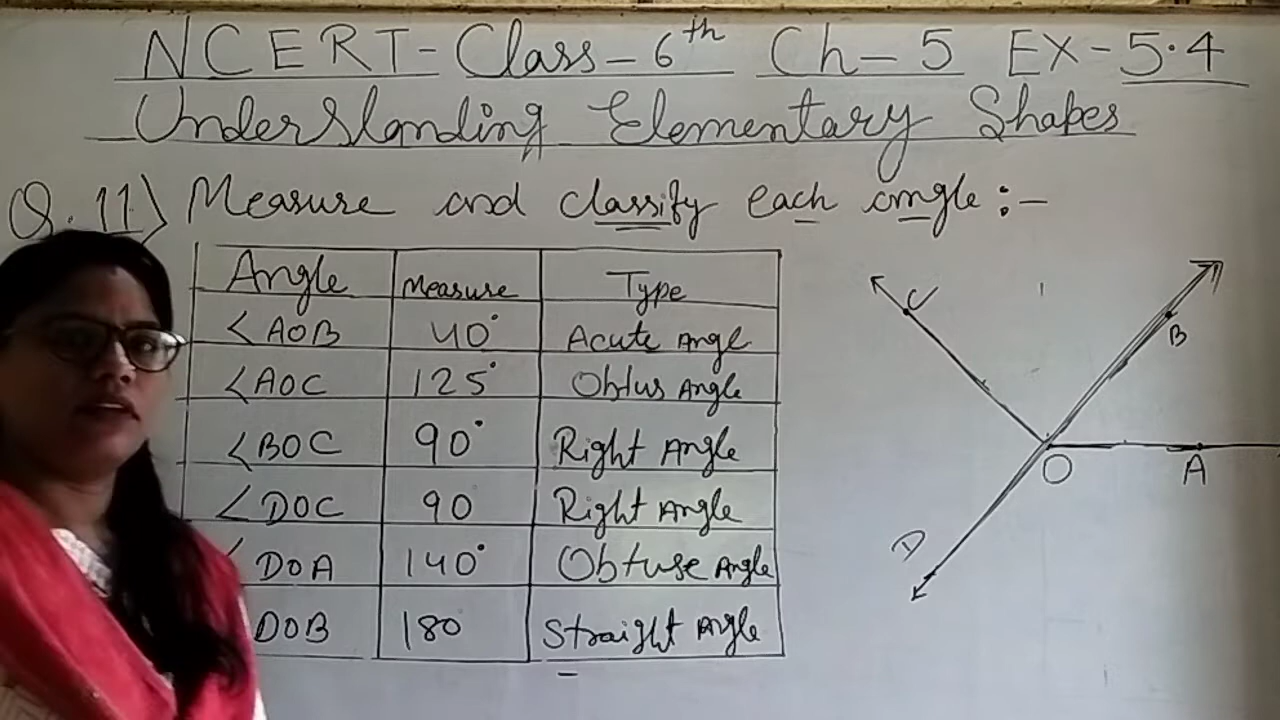 NCERT-Class-6th Ch-5 EX-5.4
Understanding Elementary Shapes
Q.11) Measure and classify each angle:-
Angle Measure Type
<AOB 40° Acute Angl
<AOC 125° Obtus Angle
<BOC 90° Right Angle
<DOC 90 Right Angle
<DOA 140° Obtuse Angle
DOB 180 Straight Angle
C
B
O A
D